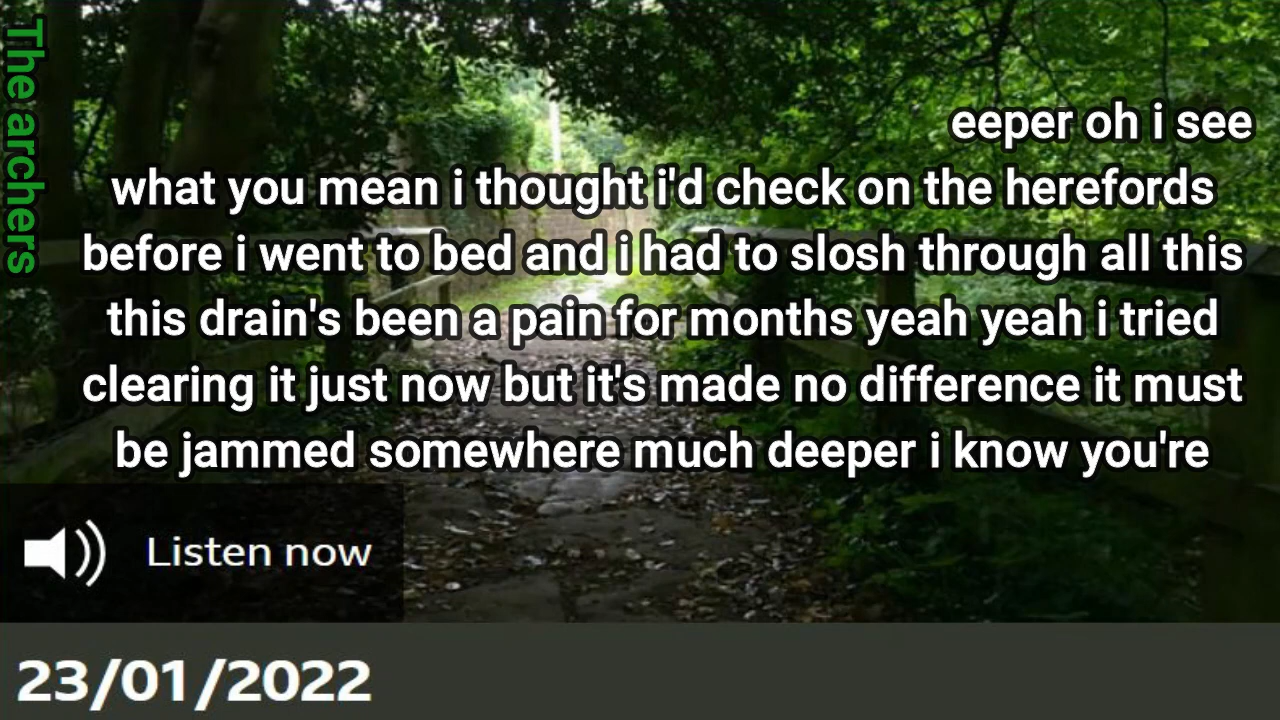 The archers
eeper oh i see
what you mean i thought i'd check on the herefords
before i went to bed and i had to slosh through all this
this drain's been a pain for months yeah yeah i tried
clearing it just now but it's made no difference it must
be jammed somewhere much deeper i know you're
Listen now
23/01/2022